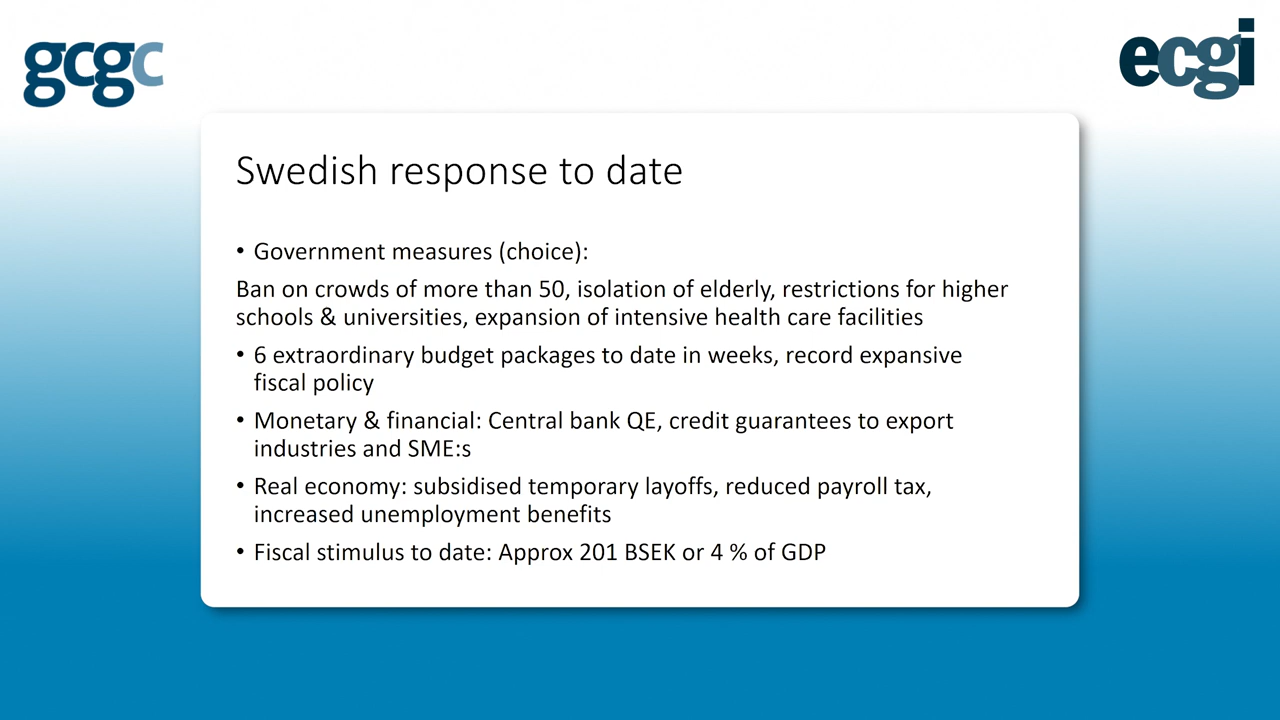 gcgc
ecgi
Swedish response to date
• Government measures (choice):
Ban on crowds of more than 50, isolation of elderly, restrictions for higher
schools & universities, expansion of intensive health care facilities
• 6 extraordinary budget packages to date in weeks, record expansive
fiscal policy
• Monetary & financial: Central bank QE, credit guarantees to export
industries and SME:s
• Real economy: subsidised temporary layoffs, reduced payroll tax,
increased unemployment benefits
• Fiscal stimulus to date: Approx 201 BSEK or 4 % of GDP